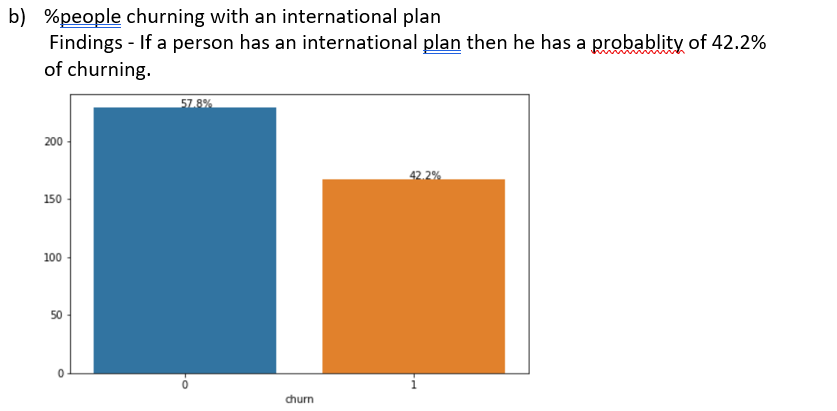 b) %people churning with an international plan
Findings - If a person has an international plan then he has a probablity of 42.2%
of churning.
57.8%
42.2%
200
150
100
50
0
0 1
churn